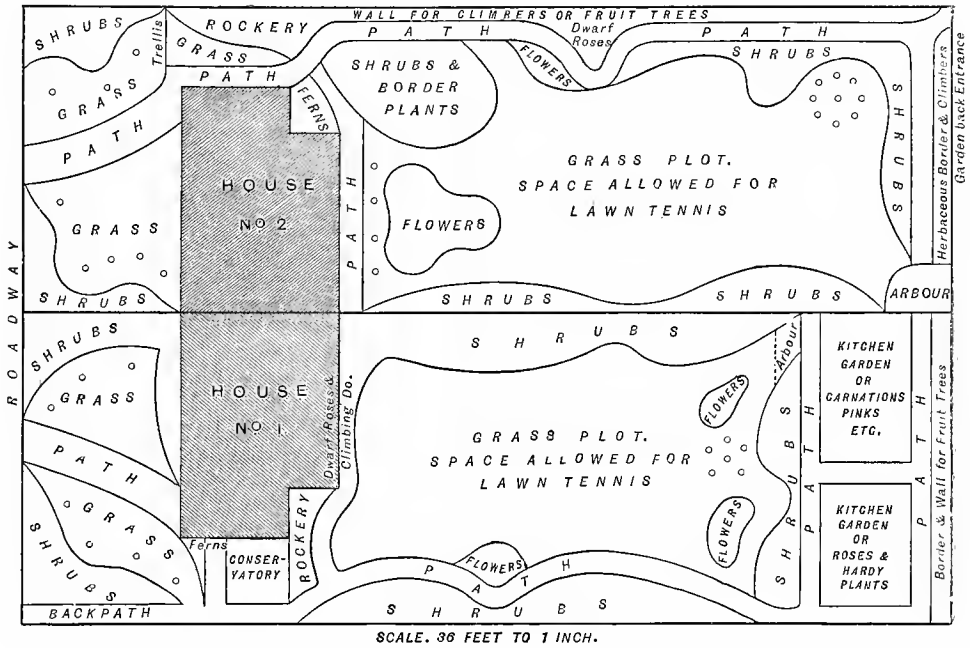 WALL FOR CLIMBERS OR FRUIT TREES
SHRUBS
Trellis
ROCKERY
GRASS
PATH
PATH
Dwarf
Roses
PATH
GRASS
PATH
FERNS
SHRUBS &
BORDER
PLANTS
FLOWERS
SHRUBS
SHRUBS
Herbaceous Border & Climbers
Garden back Entrance
HOUSE
No. 2
PATH
FLOWERS
GRASS PLOT.
SPACE ALLOWED FOR
LAWN TENNIS
GRASS
SHRUBS
SHRUBS
SHRUBS
ARBOUR
ROADWAY
SHRUBS
GRASS
PATH
GRASS
SHRUBS
BACKPATH
HOUSE
No. 1
Dwarf Roses &
Climbing Do.
SHRUBS
Arbour
FLOWERS
GRASS PLOT.
SPACE ALLOWED FOR
LAWN TENNIS
FLOWERS
SHRUBS
PATH
KITCHEN
GARDEN
OR
CARNATIONS
PINKS
ETC.
KITCHEN
GARDEN
OR
ROSES &
HARDY
PLANTS
PATH
Border & Wall for Fruit Trees
Ferns
CONSER-
VATORY
ROCKERY
FLOWERS
PATH
SHRUBS
SCALE. 36 FEET TO 1 INCH.